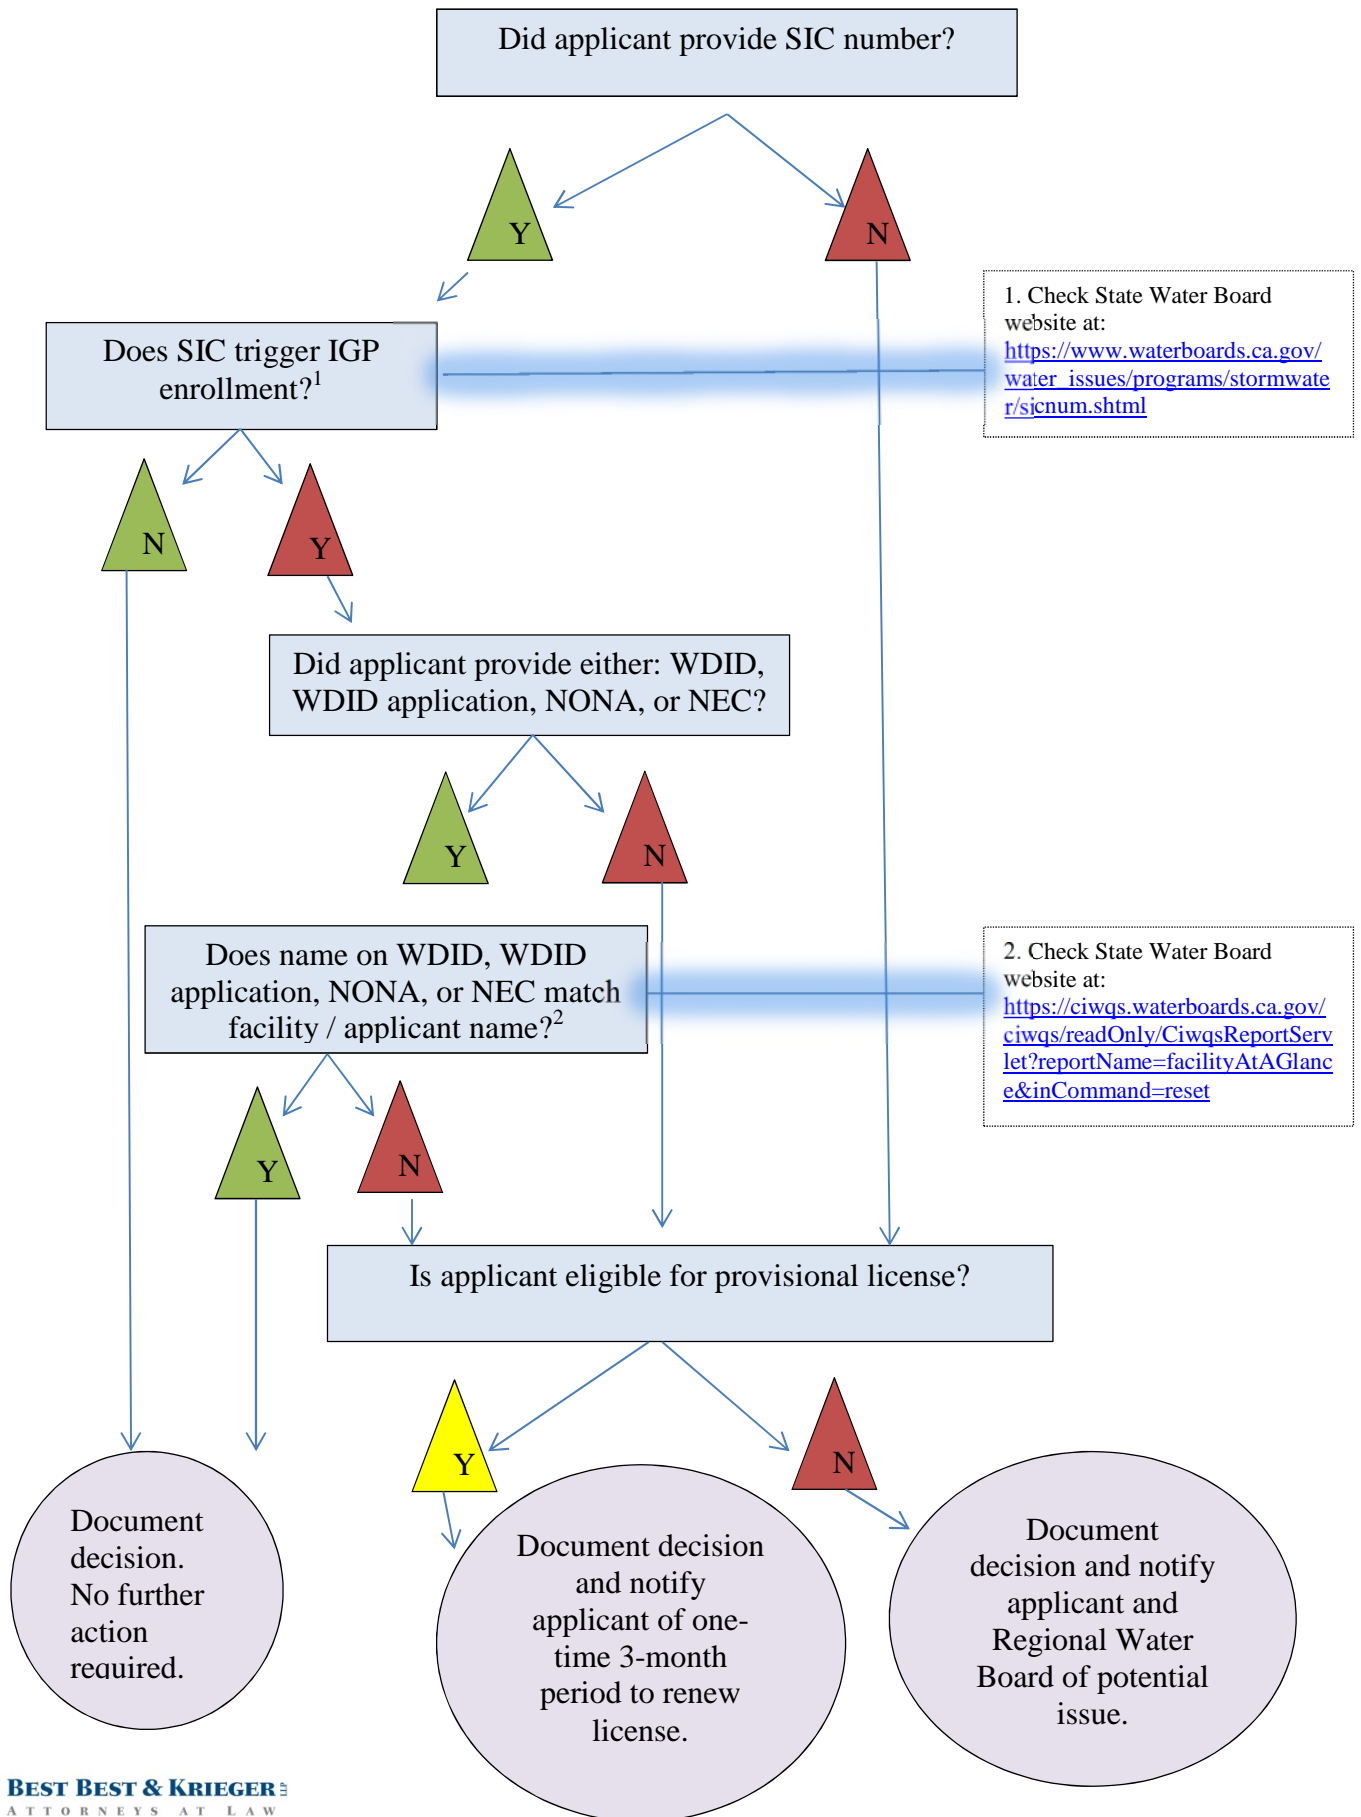 Did applicant provide SIC number?
Y
N
1. Check State Water Board
website at:
https://www.waterboards.ca.gov/
water_issues/programs/stormwate
r/sicnum.shtml
Does SIC trigger IGP
enrollment?1
N
Y
Did applicant provide either: WDID,
WDID application, NONA, or NEC?
Y
N
Does name on WDID, WDID
application, NONA, or NEC match
facility / applicant name?2
2. Check State Water Board
website at:
https://ciwqs.waterboards.ca.gov/
ciwqs/readOnly/CiwqsReportServ
let?reportName=facilityAtAGlanc
e&inCommand=reset
Y
N
Is applicant eligible for provisional license?
Y
N
Document
decision.
No further
action
required.
Document decision
and notify
applicant of one-
time 3-month
period to renew
license.
Document
decision and notify
applicant and
Regional Water
Board of potential
issue.
BEST BEST & KRIEGER LLP
ATTORNEYS AT LAW